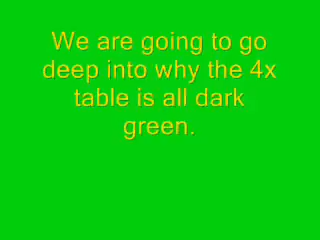 We are going to go
deep into why the 4x
table is all dark
green.